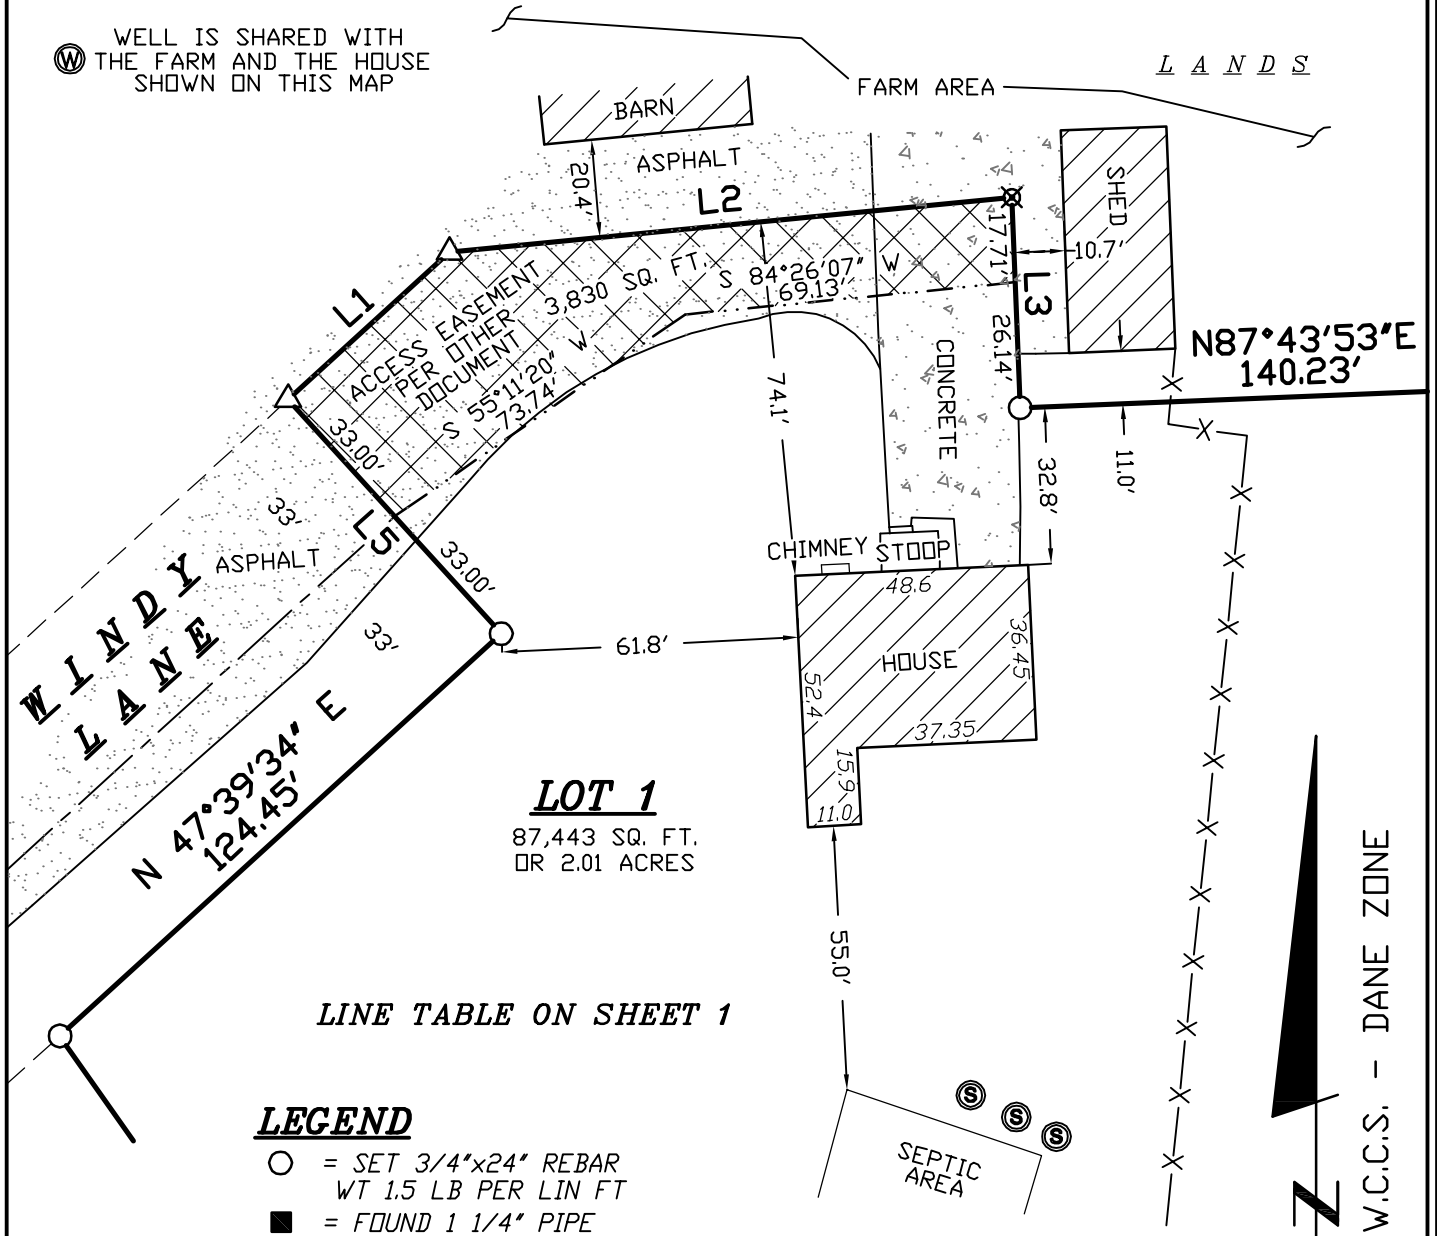 WELL IS SHARED WITH
THE FARM AND THE HOUSE
SHOWN ON THIS MAP
W
FARM AREA
L A N D S
BARN
ASPHALT
20.4'
L2
SHED
17.71'
10.7'
L3
26.14'
L1
ACCESS EASEMENT
PER OTHER
DOCUMENT
3,830 SQ. FT.
S 84°26'07" W
69.13'
S 55°11'20" W
73.74'
N87°43'53"E
140.23'
CONCRETE
74.1'
33.00'
L5
33.00'
32.8'
11.0'
33'
ASPHALT
33'
WINDY
LANE
CHIMNEY
STOOP
48.6
61.8'
HOUSE
36.45
52.4
37.35
15.9
11.0
N 47°39'34" E
124.45'
LOT 1
87,443 SQ. FT.
OR 2.01 ACRES
55.0'
LINE TABLE ON SHEET 1
S
S
S
SEPTIC
AREA
W.C.C.S. - DANE ZONE
N
LEGEND
= SET 3/4"x24" REBAR
WT 1.5 LB PER LIN FT
= FOUND 1 1/4" PIPE
X
X
X
X
X
X
X
X
X
X
X
X
X